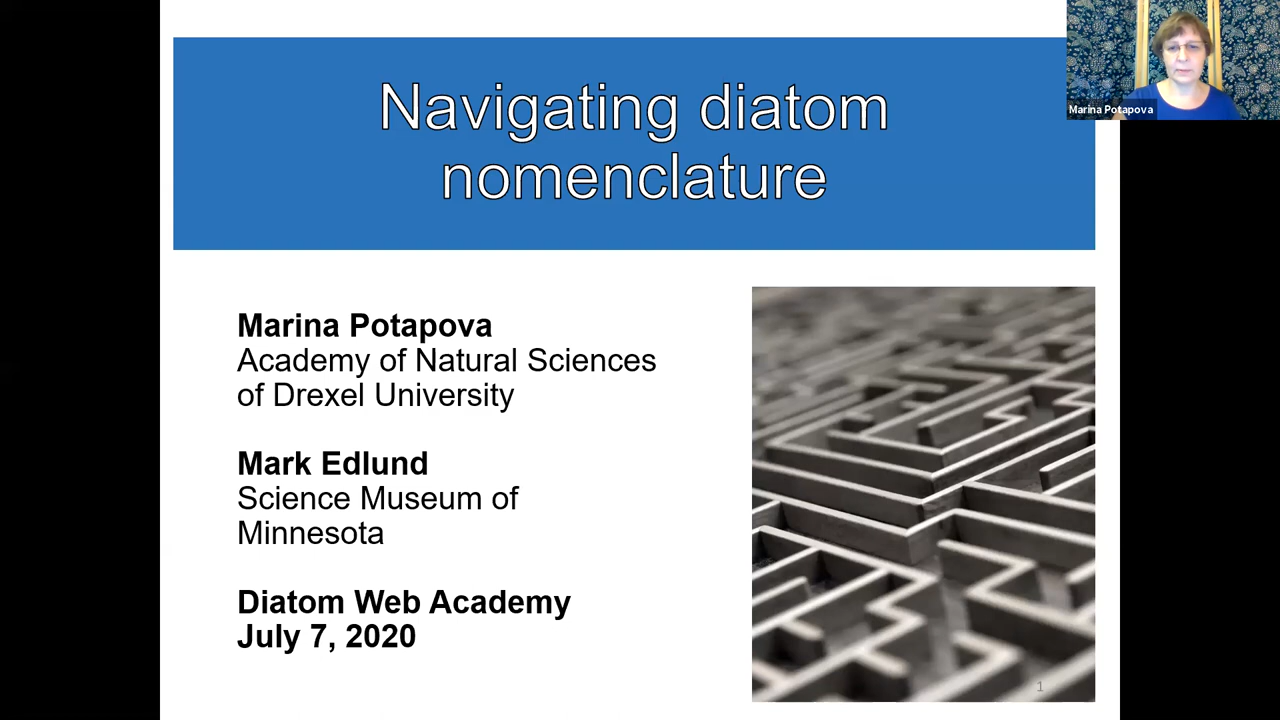 Navigating diatom
nomenclature
Marina Potapova
Marina Potapova
Academy of Natural Sciences
of Drexel University
Mark Edlund
Science Museum of
Minnesota
Diatom Web Academy
July 7, 2020
1